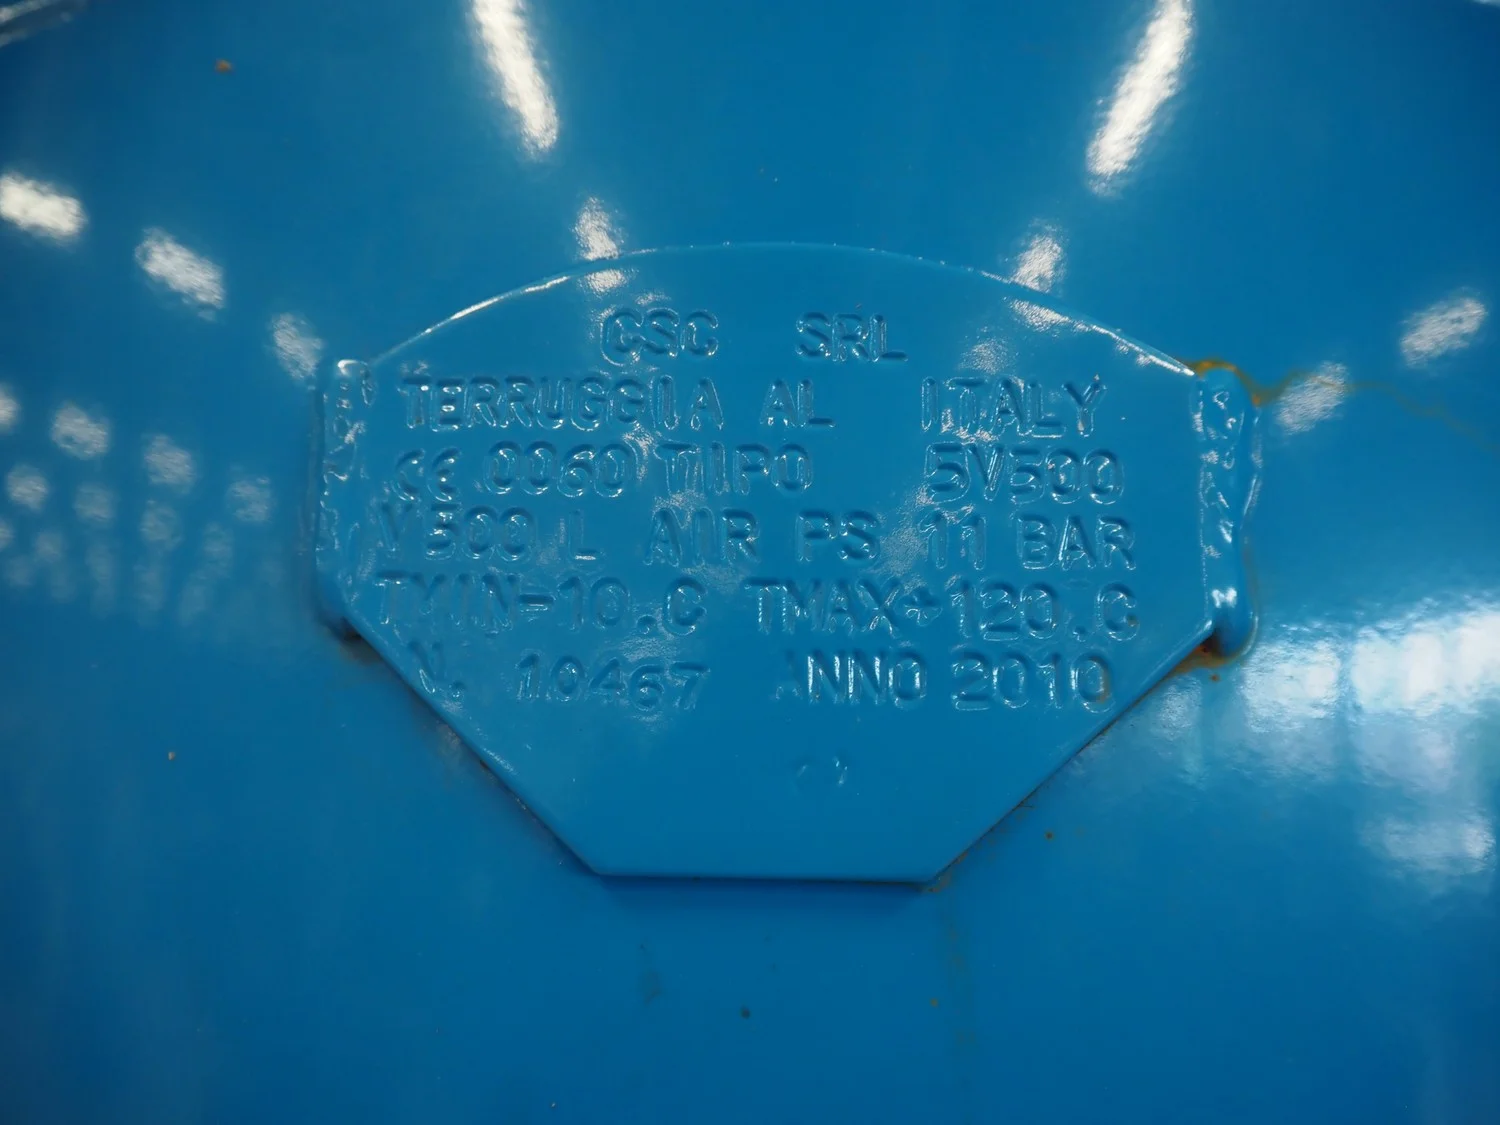 CSC SRL
TERRUGGIA AL ITALY
CE 0060 TIPO 5V500
V 500 L AIR PS 11 BAR
TMIN-10.C TMAX+120.C
N. 10467 ANNO 2010